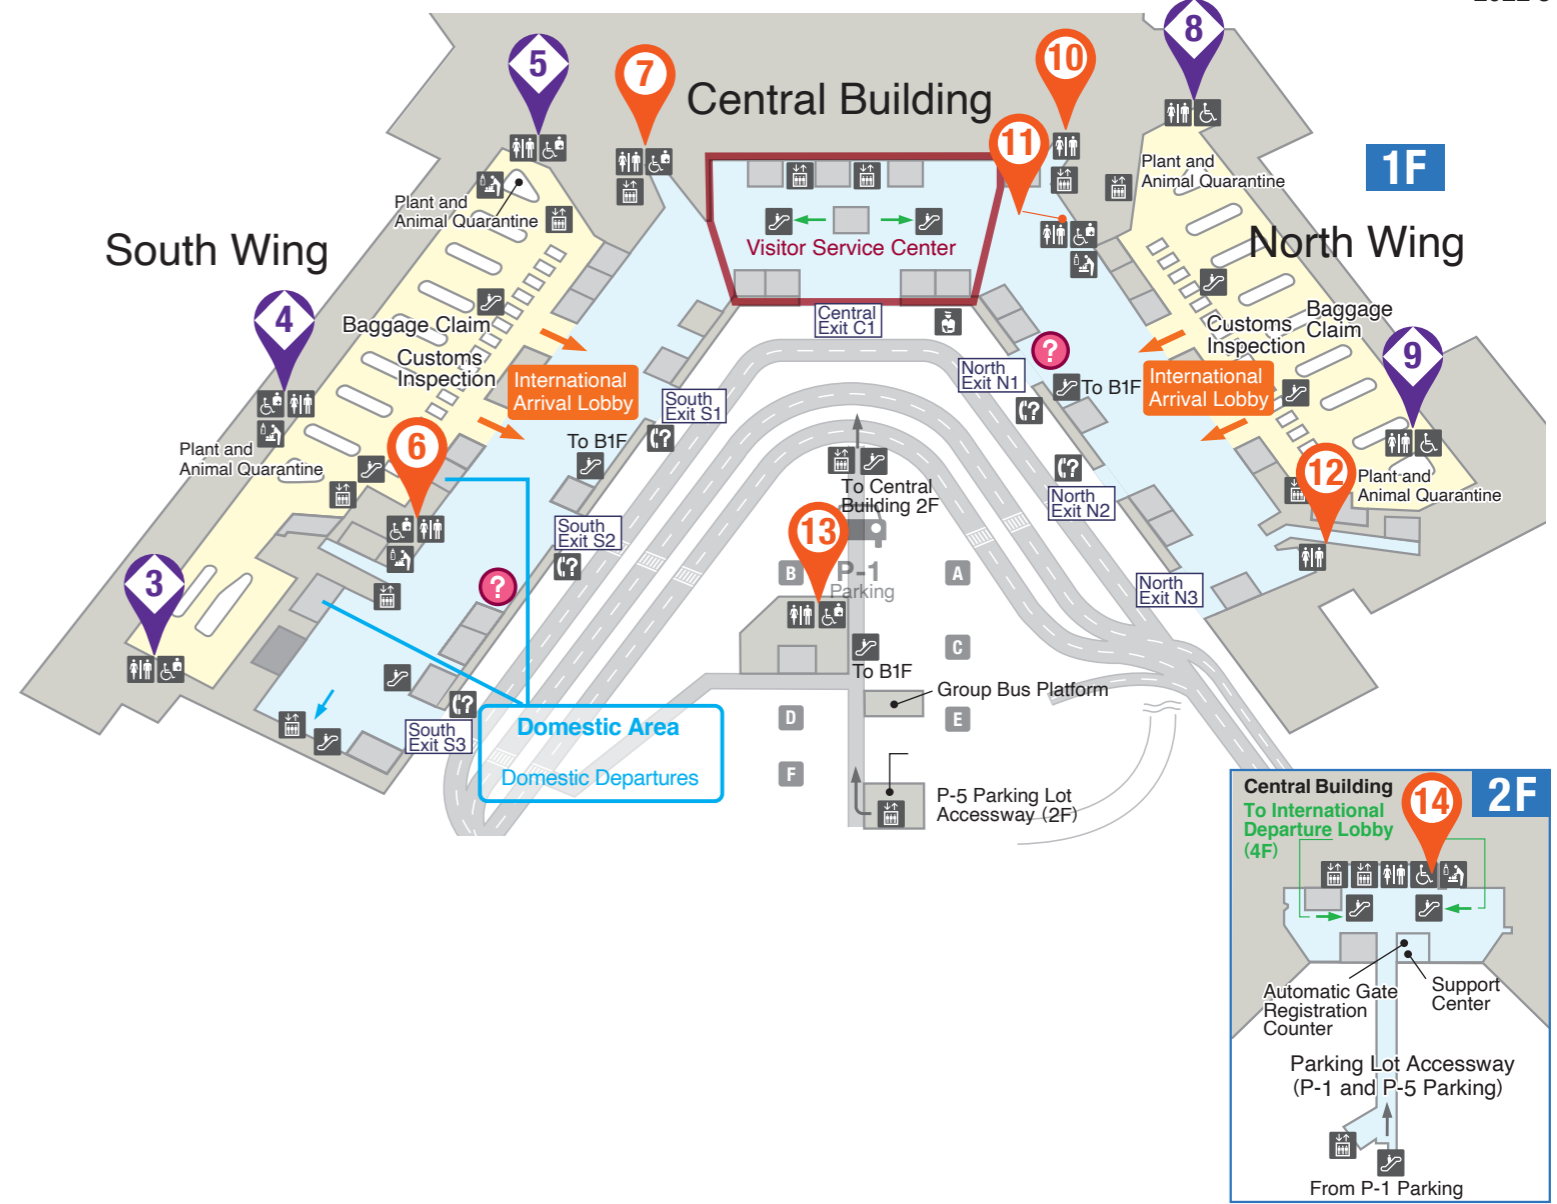 8
5
7
10
Central Building
11
Plant and
Animal Quarantine
1F
Plant and
Animal Quarantine
South Wing
North Wing
Visitor Service Center
4
Baggage Claim
Customs
Inspection
Central
Exit C1
Baggage
Claim
Customs
Inspection
9
?
North
Exit N1
To B1F
International
Arrival Lobby
International
Arrival Lobby
South
Exit S1
?
?
To B1F
Plant and
Animal Quarantine
6
?
To Central
Building 2F
North
Exit N2
12
Plant and
Animal Quarantine
South
Exit S2
?
13
3
?
B
P-1
Parking
A
North
Exit N3
To B1F
C
Group Bus Platform
?
South
Exit S3
Domestic Area
Domestic Departures
D
E
F
P-5 Parking Lot
Accessway (2F)
Central Building
14
2F
To International
Departure Lobby
(4F)
Automatic Gate
Registration
Counter
Support
Center
Parking Lot Accessway
(P-1 and P-5 Parking)
From P-1 Parking